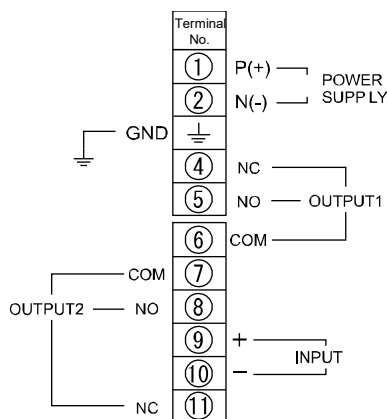 Terminal
No.
① P(+)
POWER
SUPPLY
② N(-)
GND
④ NC
⑤ NO OUTPUT1
⑥ COM
COM ⑦
OUTPUT2 NO ⑧
⑨ +
INPUT
⑩ −
NC ⑪